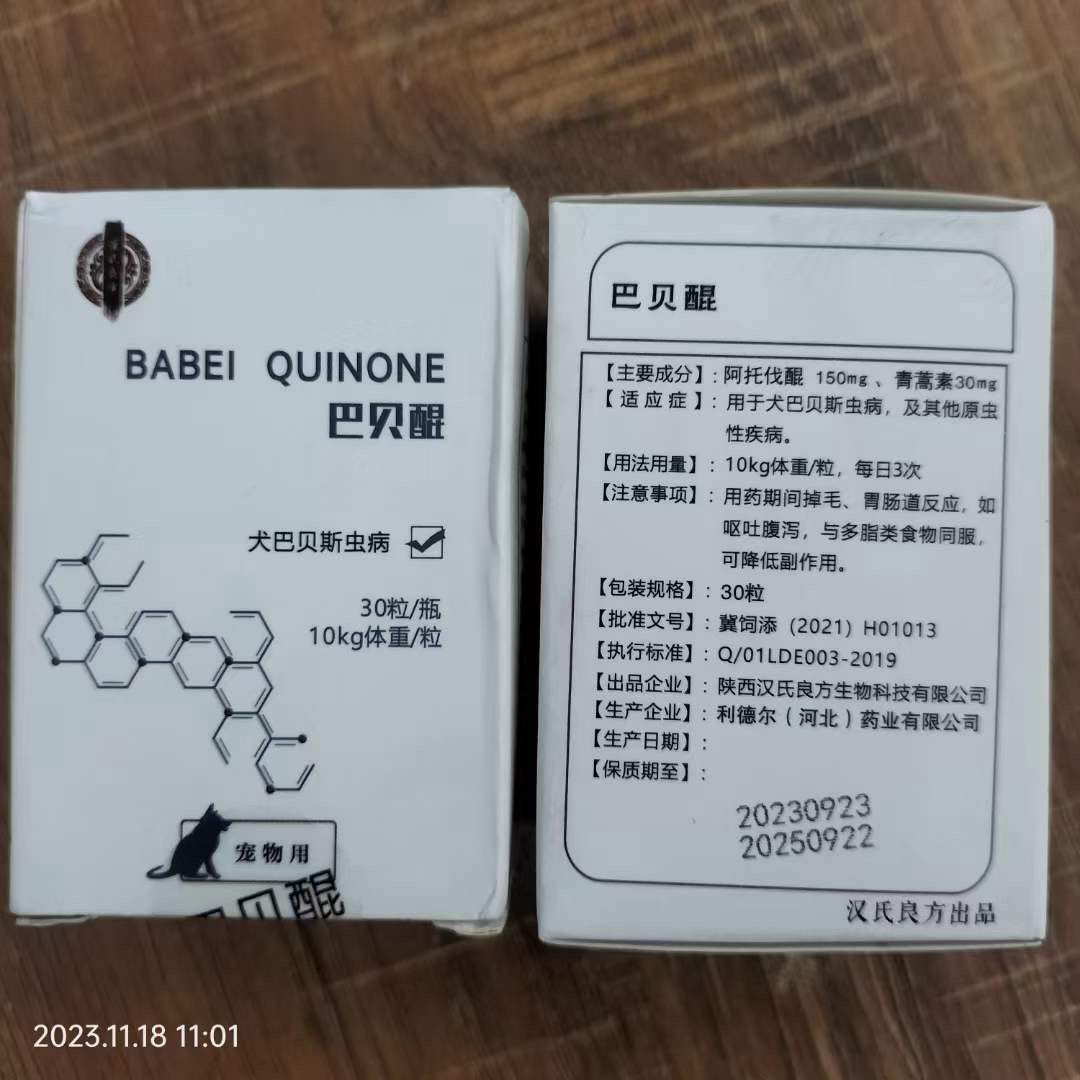 BABEI QUINONE
巴贝醌
犬巴贝斯虫病
30粒/瓶
10kg体重/粒
宠物用
巴贝醌
巴贝醌
【主要成分】：阿托伐醌 150mg、青蒿素30mg
【适应症】：用于犬巴贝斯虫病，及其他原虫
性疾病。
【用法用量】：10kg体重/粒，每日3次
【注意事项】：用药期间掉毛、胃肠道反应，如
呕吐腹泻，与多脂类食物同服，
可降低副作用。
【包装规格】：30粒
【批准文号】：冀饲添（2021）H01013
【执行标准】：Q/01LDE003-2019
【出品企业】：陕西汉氏良方生物科技有限公司
【生产企业】：利德尔（河北）药业有限公司
【生产日期】：
【保质期至】：
20230923
20250922
汉氏良方出品
2023.11.18 11:01